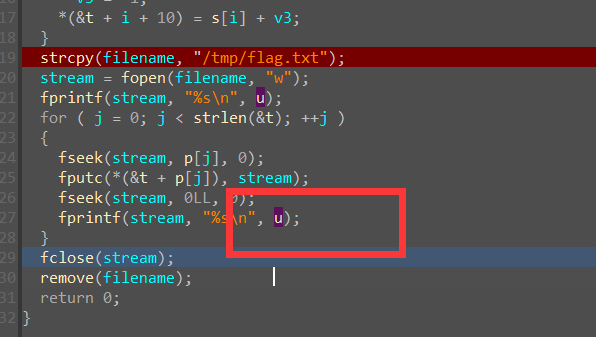 17 *(&t + i + 10) = s[i] + v3;
18 }
19 strcpy(filename, "/tmp/flag.txt");
20 stream = fopen(filename, "w");
21 fprintf(stream, "%s\n", u);
22 for ( j = 0; j < strlen(&t); ++j )
23 {
24 fseek(stream, p[j], 0);
25 fputc(*(&t + p[j]), stream);
26 fseek(stream, 0LL, 0);
27 fprintf(stream, "%s\n", u);
28 }
29 fclose(stream);
30 remove(filename);
31 return 0;
32 }